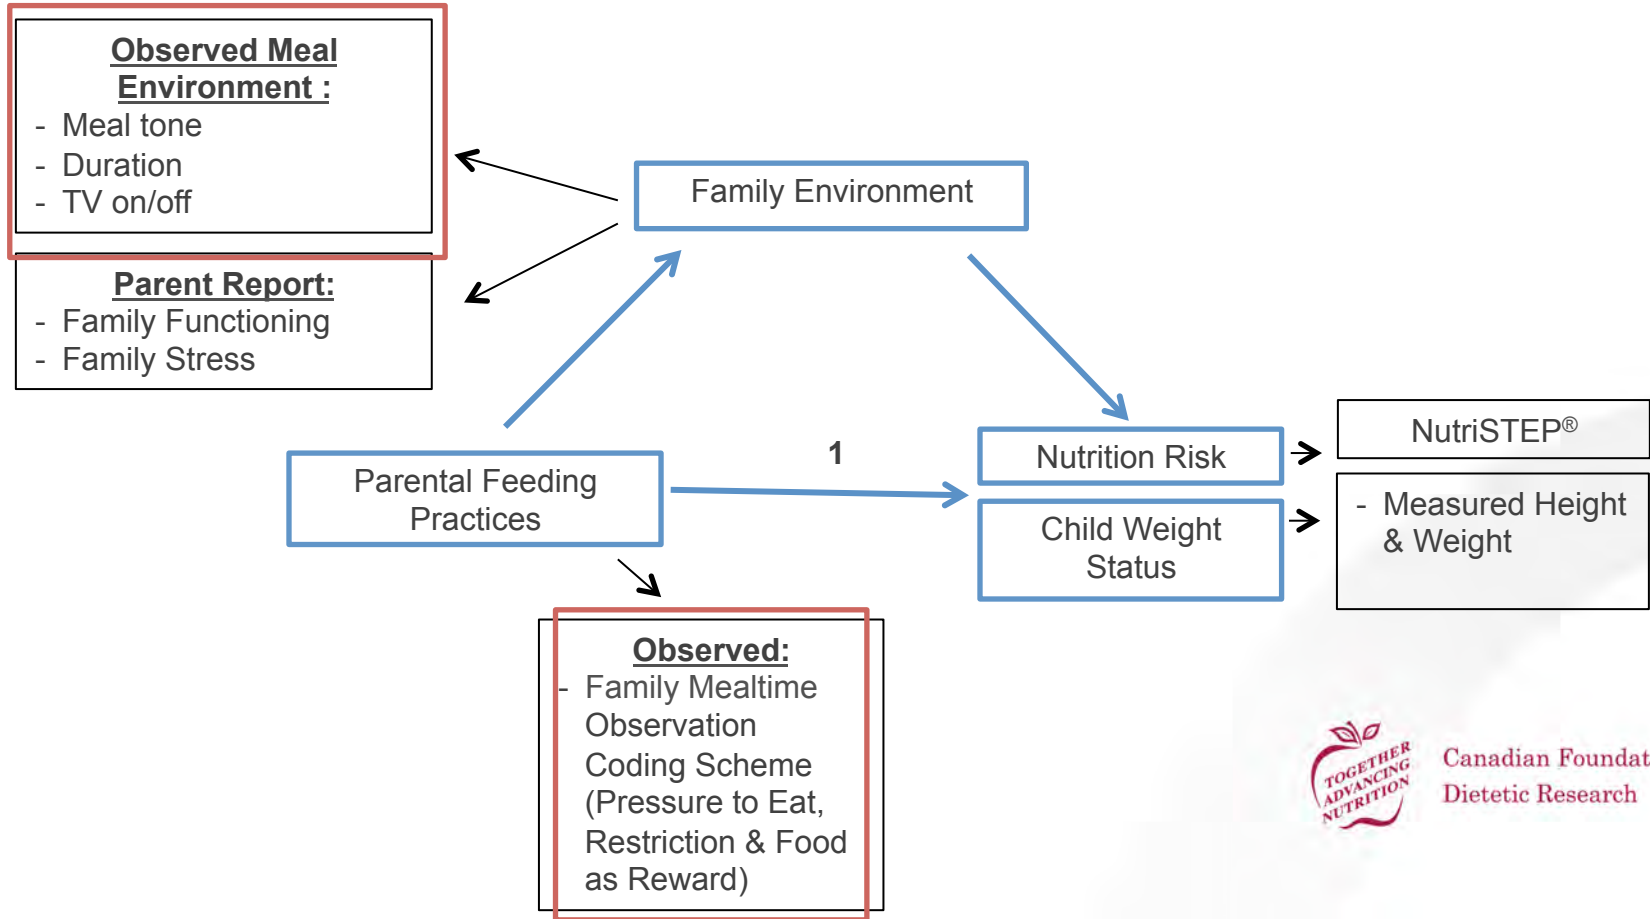 Observed Meal
Environment :
- Meal tone
- Duration
- TV on/off
Family Environment
Parent Report:
- Family Functioning
- Family Stress
1
Parental Feeding
Practices
Nutrition Risk
Child Weight
Status
NutriSTEP®
- Measured Height
& Weight
Observed:
- Family Mealtime
Observation
Coding Scheme
(Pressure to Eat,
Restriction & Food
as Reward)
TOGETHER
ADVANCING
NUTRITION
Canadian Foundat
Dietetic Research